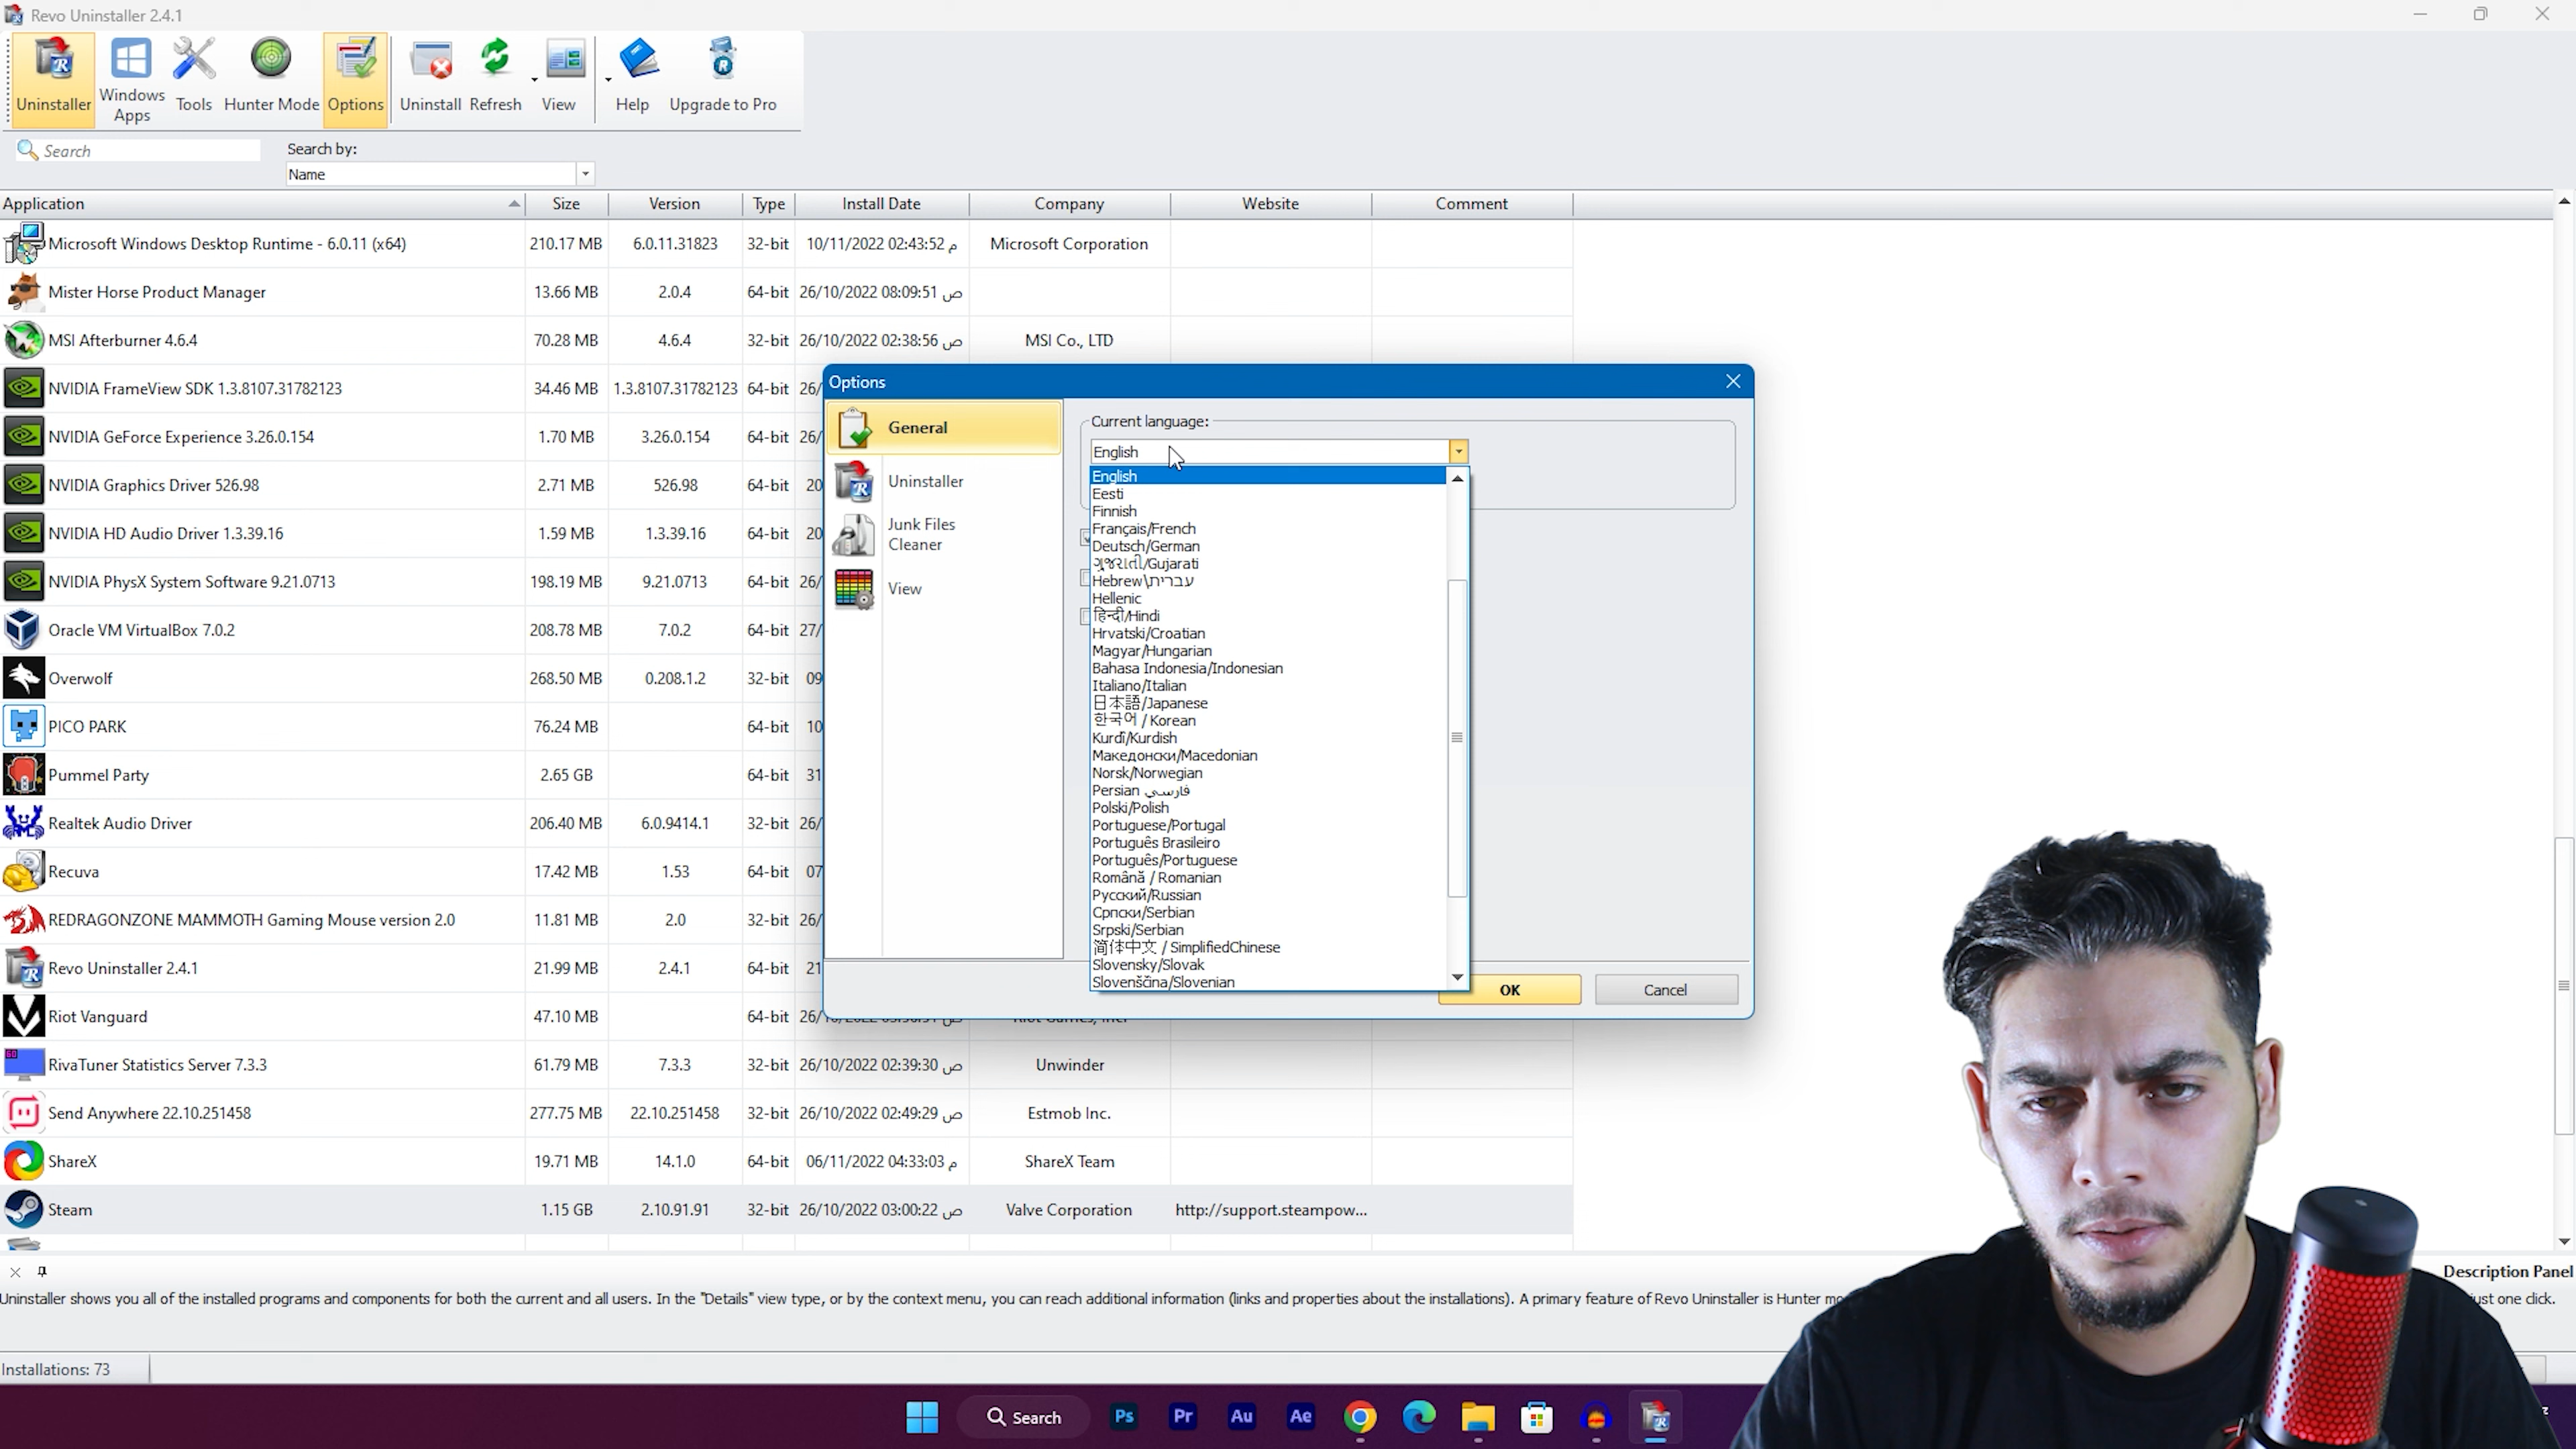 Revo Uninstaller 2.4.1
Uninstaller
Windows Apps
Tools
Hunter Mode
Options
Uninstall
Refresh
View
Help
Upgrade to Pro
Search
Search by:
Name
Application Size Version Type Install Date Company Website Comment
Microsoft Windows Desktop Runtime - 6.0.11 (x64) 210.17 MB 6.0.11.31823 32-bit 10/11/2022 02:43:52 م Microsoft Corporation
Mister Horse Product Manager 13.66 MB 2.0.4 64-bit 26/10/2022 08:09:51 ص
MSI Afterburner 4.6.4 70.28 MB 4.6.4 32-bit 26/10/2022 02:38:56 ص MSI Co., LTD
NVIDIA FrameView SDK 1.3.8107.31782123 34.46 MB 1.3.8107.31782123 64-bit 26/
NVIDIA GeForce Experience 3.26.0.154 1.70 MB 3.26.0.154 64-bit 26/
NVIDIA Graphics Driver 526.98 2.71 MB 526.98 64-bit 20
NVIDIA HD Audio Driver 1.3.39.16 1.59 MB 1.3.39.16 64-bit 20
NVIDIA PhysX System Software 9.21.0713 198.19 MB 9.21.0713 64-bit 26/
Oracle VM VirtualBox 7.0.2 208.78 MB 7.0.2 64-bit 27/
Overwolf 268.50 MB 0.208.1.2 32-bit 09
PICO PARK 76.24 MB 64-bit 10
Pummel Party 2.65 GB 64-bit 31
Realtek Audio Driver 206.40 MB 6.0.9414.1 32-bit 26/
Recuva 17.42 MB 1.53 64-bit 07
REDRAGONZONE MAMMOTH Gaming Mouse version 2.0 11.81 MB 2.0 32-bit 26/
Revo Uninstaller 2.4.1 21.99 MB 2.4.1 64-bit 21
Riot Vanguard 47.10 MB 64-bit 26/
RivaTuner Statistics Server 7.3.3 61.79 MB 7.3.3 32-bit 26/10/2022 02:39:30 ص Unwinder
Send Anywhere 22.10.251458 277.75 MB 22.10.251458 32-bit 26/10/2022 02:49:29 ص Estmob Inc.
ShareX 19.71 MB 14.1.0 64-bit 06/11/2022 04:33:03 م ShareX Team
Steam 1.15 GB 2.10.91.91 32-bit 26/10/2022 03:00:22 ص Valve Corporation http://support.steampow...
Options
General
Uninstaller
Junk Files
Cleaner
View
Current language:
English
English
Eesti
Finnish
Français/French
Deutsch/German
ગુજરાતી/Gujarati
Hebrew\עברית
Hellenic
हिन्दी/Hindi
Hrvatski/Croatian
Magyar/Hungarian
Bahasa Indonesia/Indonesian
Italiano/Italian
日本語/Japanese
한국어 / Korean
Kurdî/Kurdish
Македонски/Macedonian
Norsk/Norwegian
Persian فارسي
Polski/Polish
Portuguese/Portugal
Português Brasileiro
Português/Portuguese
Română / Romanian
Русский/Russian
Српски/Serbian
Srpski/Serbian
简体中文 / SimplifiedChinese
Slovensky/Slovak
Slovenščina/Slovenian
OK
Cancel
Description Panel
Uninstaller shows you all of the installed programs and components for both the current and all users. In the "Details" view type, or by the context menu, you can reach additional information (links and properties about the installations). A primary feature of Revo Uninstaller is Hunter just one click.
Installations: 73
Search
Ps
Pr
Au
Ae